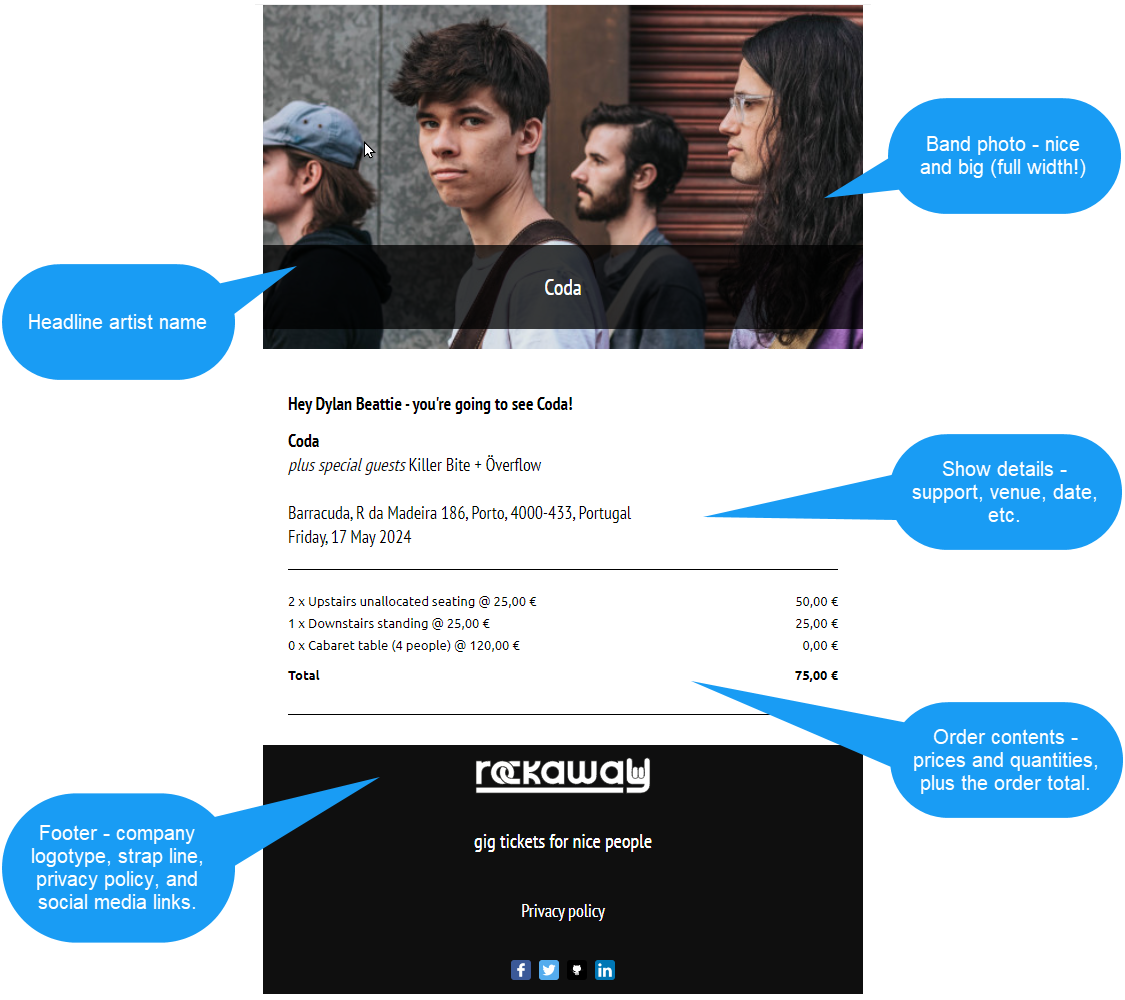 Band photo - nice
and big (full width!)
Headline artist name
Coda
Hey Dylan Beattie - you're going to see Coda!
Coda
plus special guests Killer Bite + Överflow
Barracuda, R da Madeira 186, Porto, 4000-433, Portugal
Friday, 17 May 2024
Show details -
support, venue, date,
etc.
2 x Upstairs unallocated seating @ 25,00 € 50,00 €
1 x Downstairs standing @ 25,00 € 25,00 €
0 x Cabaret table (4 people) @ 120,00 € 0,00 €
Total 75,00 €
Order contents -
prices and quantities,
plus the order total.
rockaway
gig tickets for nice people
Privacy policy
Footer - company
logotype, strap line,
privacy policy, and
social media links.